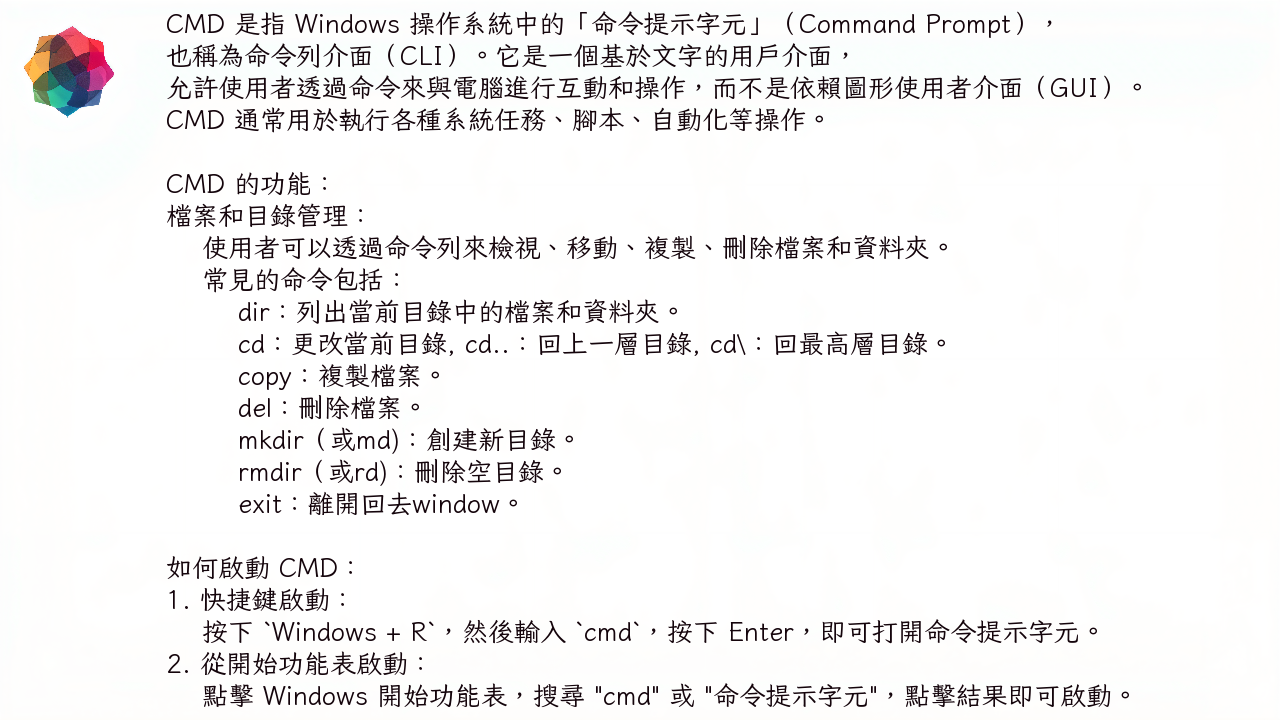 CMD 是指 Windows 操作系統中的「命令提示字元」（Command Prompt），
也稱為命令列介面（CLI）。它是一個基於文字的用戶介面，
允許使用者透過命令來與電腦進行互動和操作，而不是依賴圖形使用者介面（GUI）。
CMD 通常用於執行各種系統任務、腳本、自動化等操作。
CMD 的功能：
檔案和目錄管理：
使用者可以透過命令列來檢視、移動、複製、刪除檔案和資料夾。
常見的命令包括：
dir：列出當前目錄中的檔案和資料夾。
cd：更改當前目錄, cd..：回上一層目錄, cd\：回最高層目錄。
copy：複製檔案。
del：刪除檔案。
mkdir（或md)：創建新目錄。
rmdir（或rd)：刪除空目錄。
exit：離開回去window。
如何啟動 CMD：
1. 快捷鍵啟動：
按下 `Windows + R`，然後輸入 `cmd`，按下 Enter，即可打開命令提示字元。
2. 從開始功能表啟動：
點擊 Windows 開始功能表，搜尋 "cmd" 或 "命令提示字元"，點擊結果即可啟動。